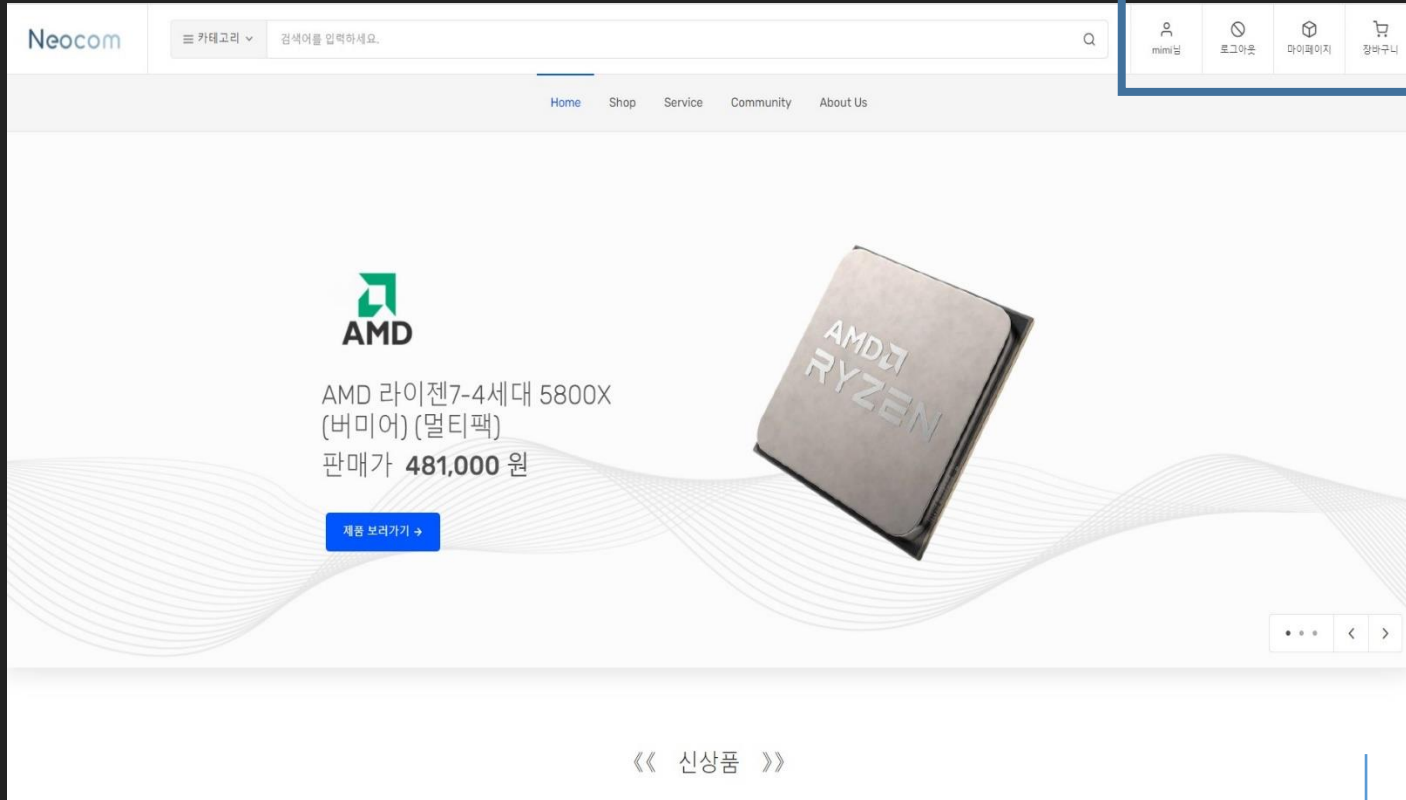 Neocom
카테고리
검색어를 입력하세요.
mimi님
로그아웃
마이페이지
장바구니
Home Shop Service Community About Us
AMD
AMD 라이젠7-4세대 5800X
(버미어) (멀티팩)
판매가 481,000 원
제품 보러가기 →
AMD
RYZEN
《《 신상품 》》